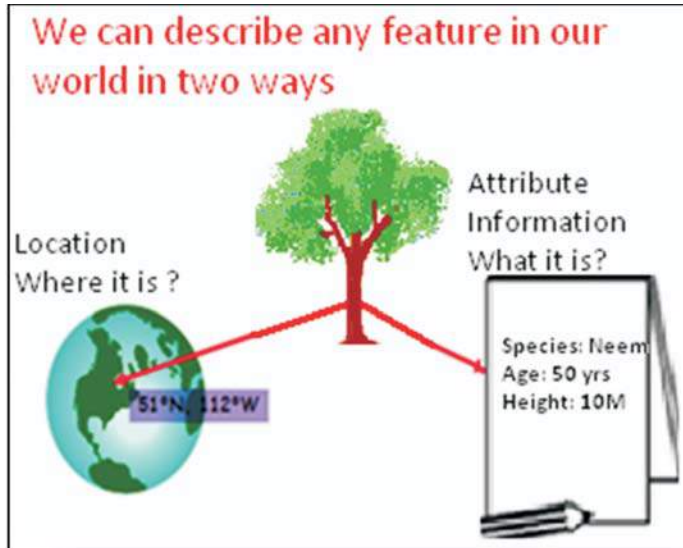 We can describe any feature in our
world in two ways
Attribute
Information
What it is?
Location
Where it is ?
Species: Neem
Age: 50 yrs
Height: 10M
51°N, 112°W